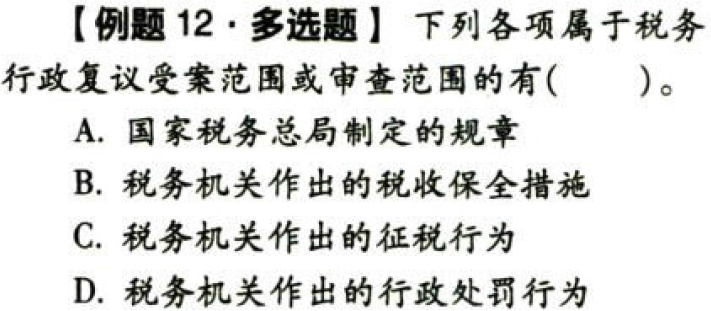 【例题 12·多选题】 下列各项属于税务
行政复议受案范围或审查范围的有(　　)。
A. 国家税务总局制定的规章
B. 税务机关作出的税收保全措施
C. 税务机关作出的征税行为
D. 税务机关作出的行政处罚行为